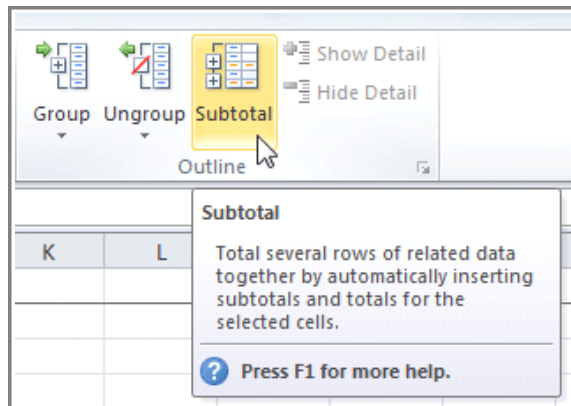 Show Detail
Hide Detail
Group Ungroup Subtotal
Outline
Subtotal
K L
Total several rows of related data
together by automatically inserting
subtotals and totals for the
selected cells.
Press F1 for more help.